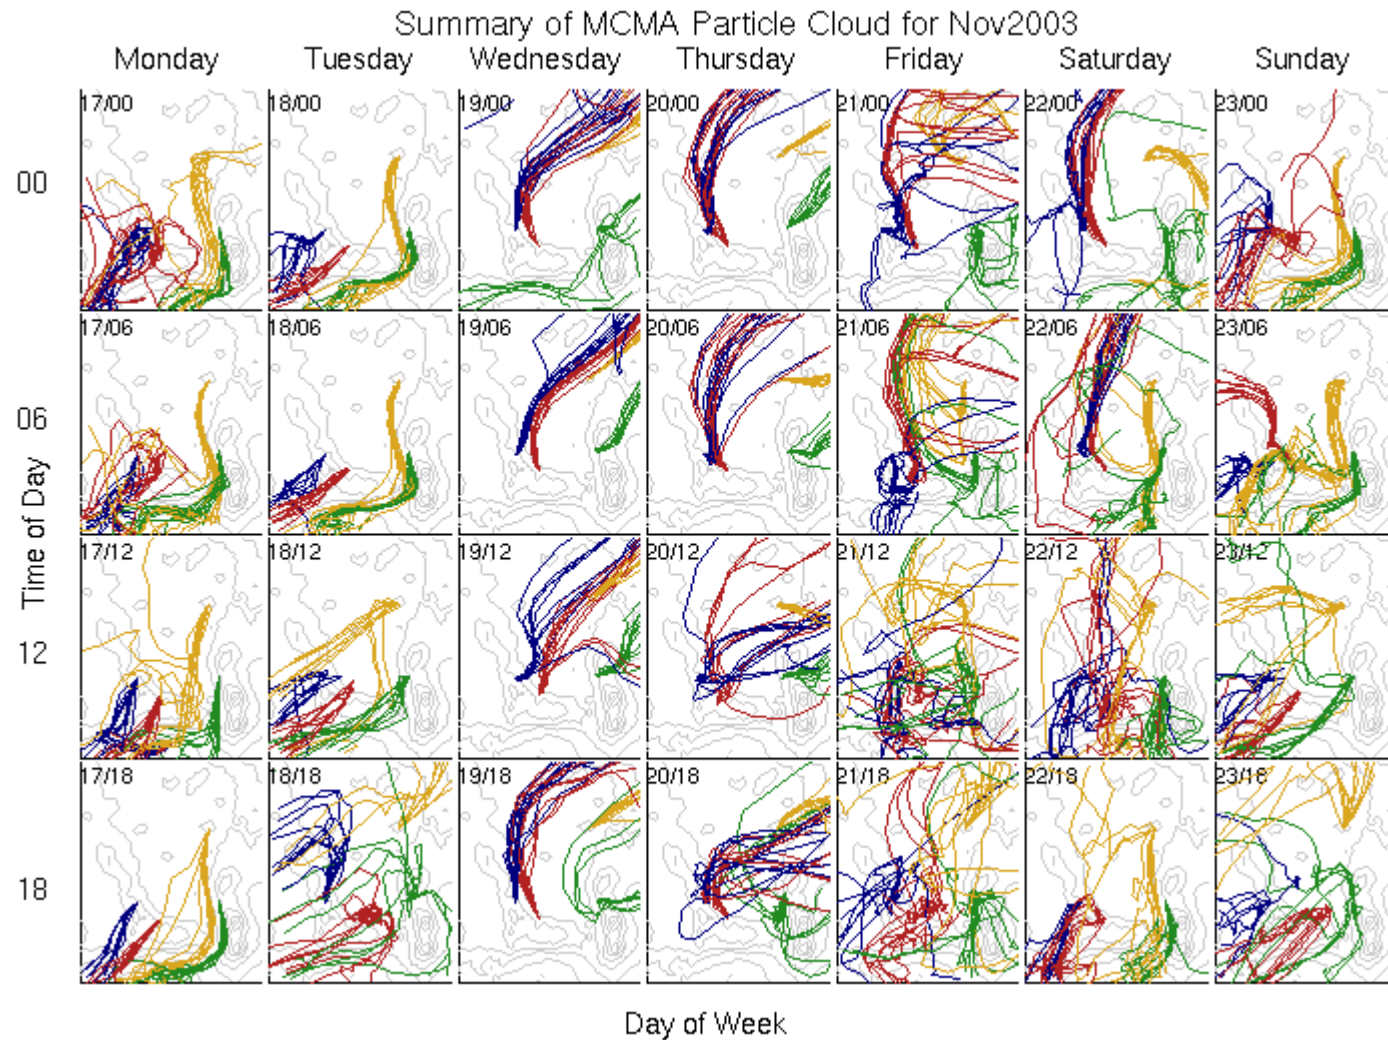 Summary of MCMA Particle Cloud for Nov2003
Monday Tuesday Wednesday Thursday Friday Saturday Sunday
17/00 18/00 19/00 20/00 21/00 22/00 23/00
00
17/06 18/06 19/06 20/06 21/06 22/06 23/06
06
Time of Day
17/12 18/12 19/12 20/12 21/12 22/12 23/12
12
17/18 18/18 19/18 20/18 21/18 22/18 23/18
18
Day of Week